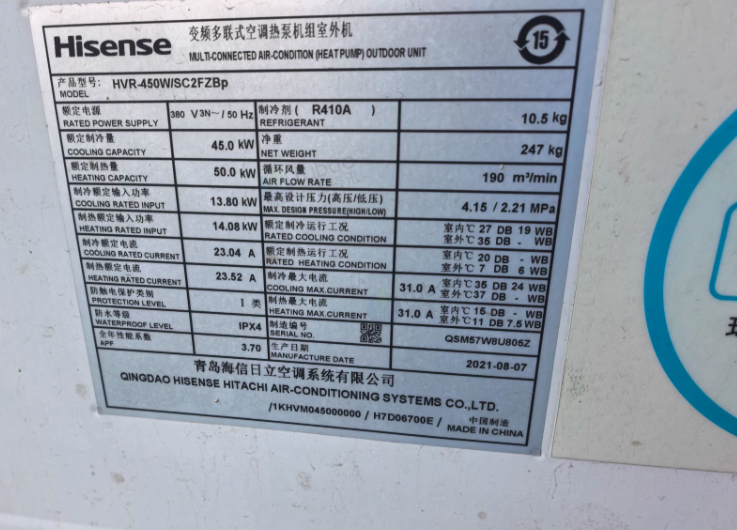 Hisense 变频多联式空调热泵机组室外机
MULTI-CONNECTED AIR-CONDITION (HEAT PUMP) OUTDOOR UNIT
15
产品型号: HVR-450W/SC2FZBp
MODEL
额定电源 380 V3N～/ 50 Hz 制冷剂 ( R410A ) 10.5 kg
RATED POWER SUPPLY REFRIGERANT
额定制冷量 45.0 kW 净重 247 kg
COOLING CAPACITY NET WEIGHT
额定制热量 50.0 kW 循环风量 190 m³/min
HEATING CAPACITY AIR FLOW RATE
制冷额定输入功率 13.80 kW 最高设计压力(高压/低压) 4.15 / 2.21 MPa
COOLING RATED INPUT MAX. DESIGN PRESSURE(HIGH/LOW)
制热额定输入功率 14.08 kW 额定制冷运行工况 室内℃ 27 DB 19 WB
HEATING RATED INPUT RATED COOLING CONDITION 室外℃ 35 DB - WB
制冷额定电流 23.04 A 额定制热运行工况 室内℃ 20 DB - WB
COOLING RATED CURRENT RATED HEATING CONDITION 室外℃ 7 DB 6 WB
制热额定电流 23.52 A 制冷最大电流 31.0 A 室内℃35 DB 24 WB
HEATING RATED CURRENT COOLING MAX.CURRENT 室外℃37 DB - WB
防触电保护类别 I 类 制热最大电流 31.0 A 室内℃ 15 DB - WB
PROTECTION LEVEL HEATING MAX.CURRENT 室外℃11 DB 7.5 WB
防水等级 IPX4 制造编号 QSM57W8U805Z
WATERPROOF LEVEL SERIAL NO.
全年性能系数 3.70 生产日期 2021-08-07
APF MANUFACTURE DATE
青岛海信日立空调系统有限公司
QINGDAO HISENSE HITACHI AIR-CONDITIONING SYSTEMS CO.,LTD.
/1KHVM045000000 / H7D06700E / 中国制造
MADE IN CHINA